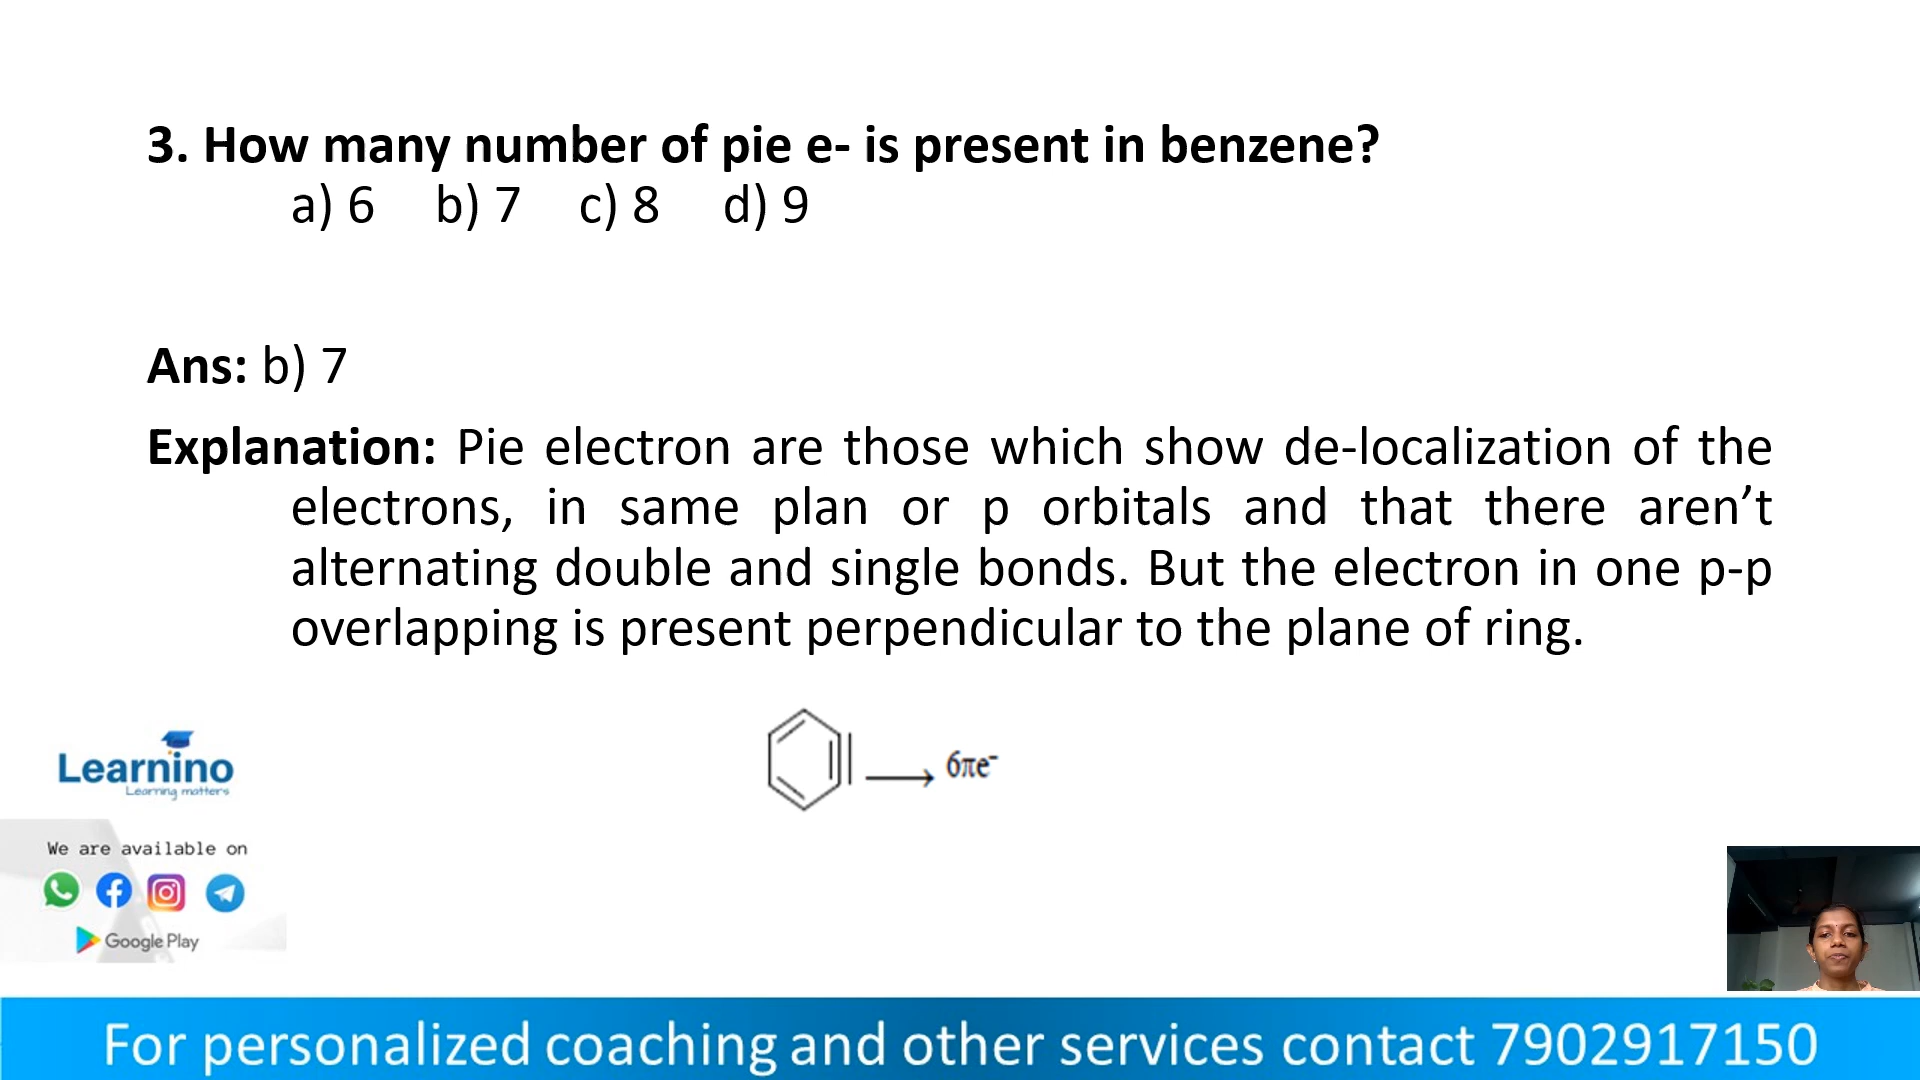 3. How many number of pie e- is present in benzene?
a) 6 b) 7 c) 8 d) 9
Ans: b) 7
Explanation: Pie electron are those which show de-localization of the
electrons, in same plan or p orbitals and that there aren’t
alternating double and single bonds. But the electron in one p-p
overlapping is present perpendicular to the plane of ring.
6πe⁻
Learnino
Learning matters
We are available on
Google Play
For personalized coaching and other services contact 7902917150